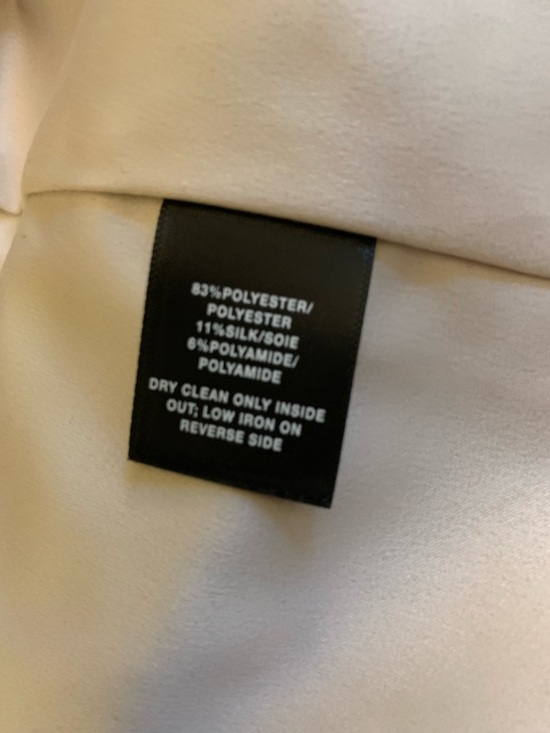 83%POLYESTER/
POLYESTER
11%SILK/SOIE
6%POLYAMIDE/
POLYAMIDE
DRY CLEAN ONLY INSIDE
OUT; LOW IRON ON
REVERSE SIDE